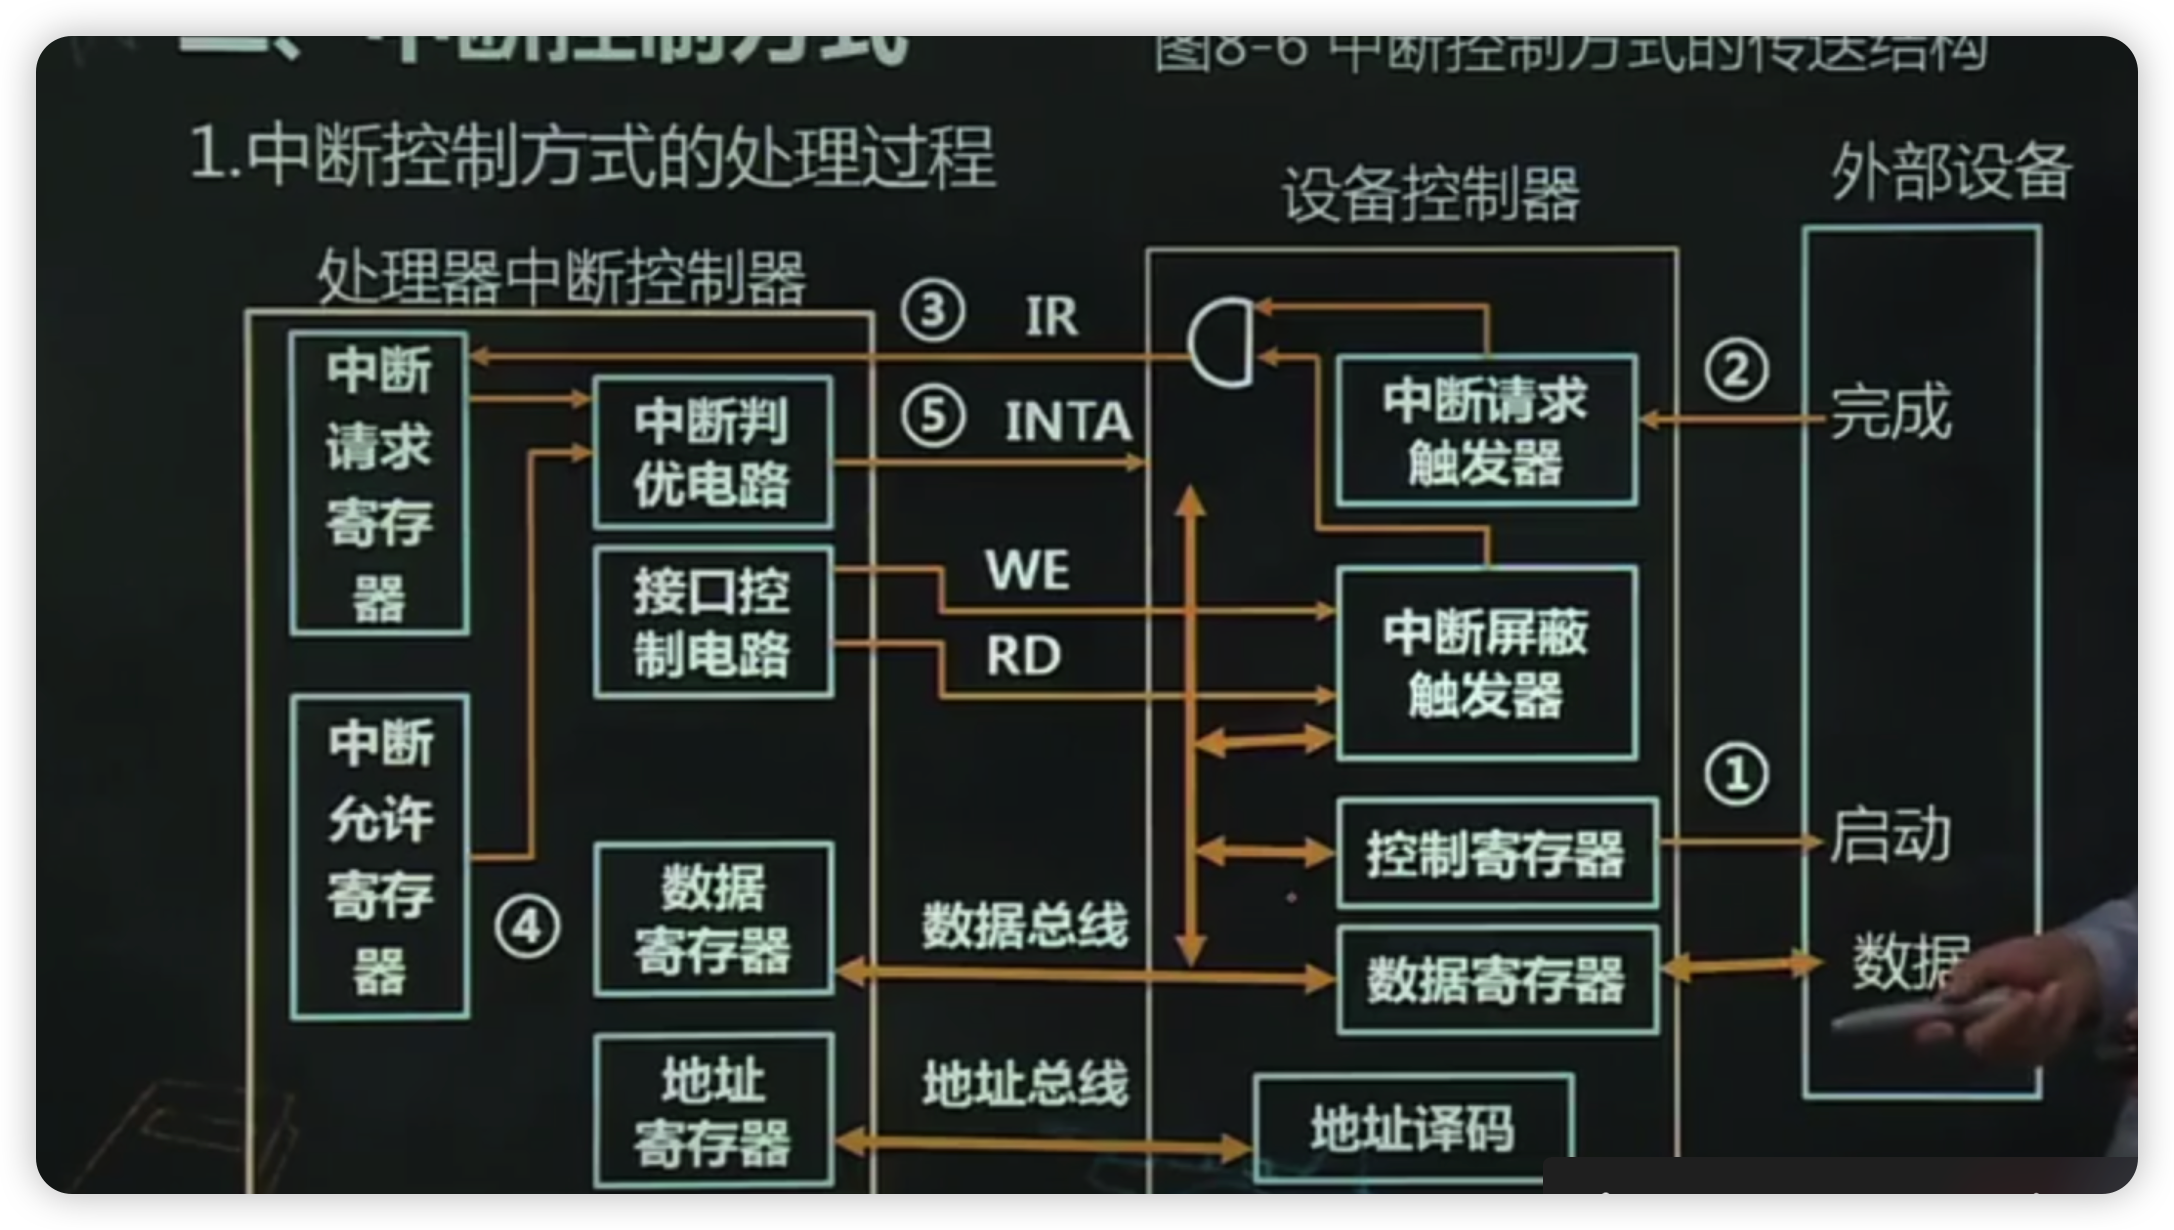 二、中断控制方式
图8-6 中断控制方式的传送结构
1.中断控制方式的处理过程
处理器中断控制器
设备控制器
外部设备
中断
请求
寄存
器
中断判
优电路
接口控
制电路
中断
允许
寄存
器
④
数据
寄存器
地址
寄存器
③ IR
⑤ INTA
WE
RD
数据总线
地址总线
中断请求
触发器
中断屏蔽
触发器
控制寄存器
数据寄存器
地址译码
②
完成
①
启动
数据